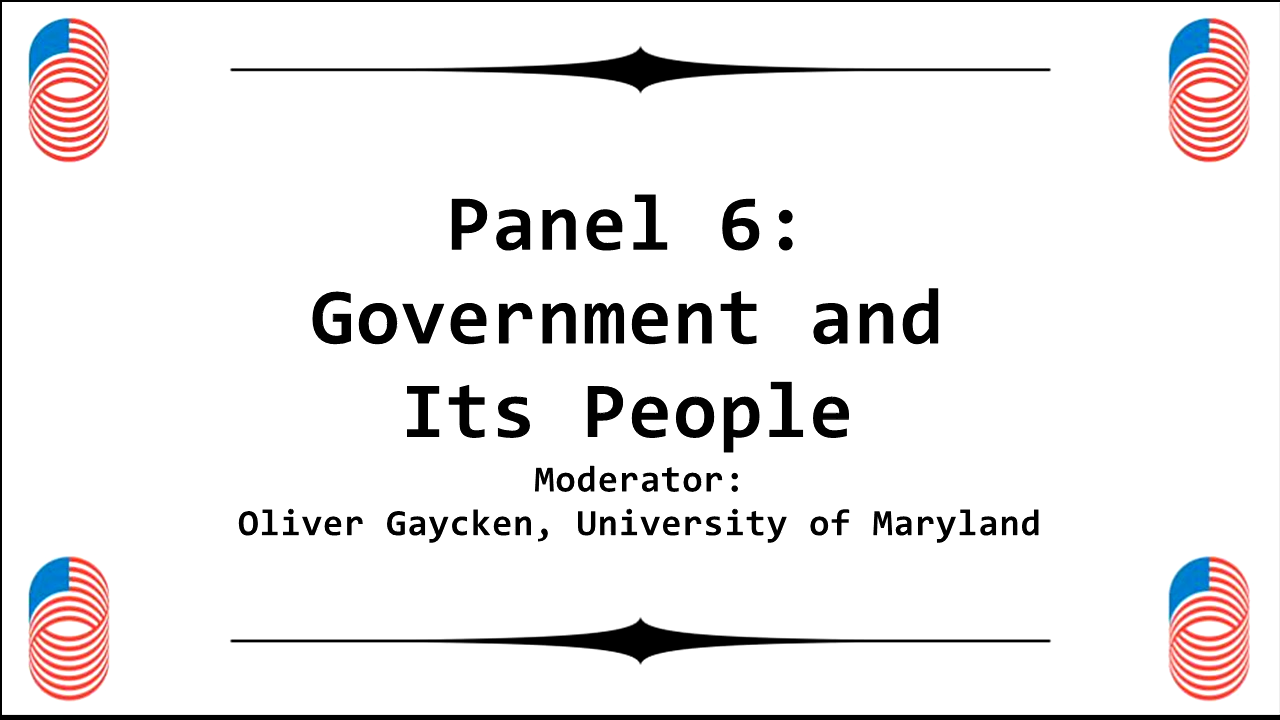 Panel 6:
Government and
Its People
Moderator:
Oliver Gaycken, University of Maryland